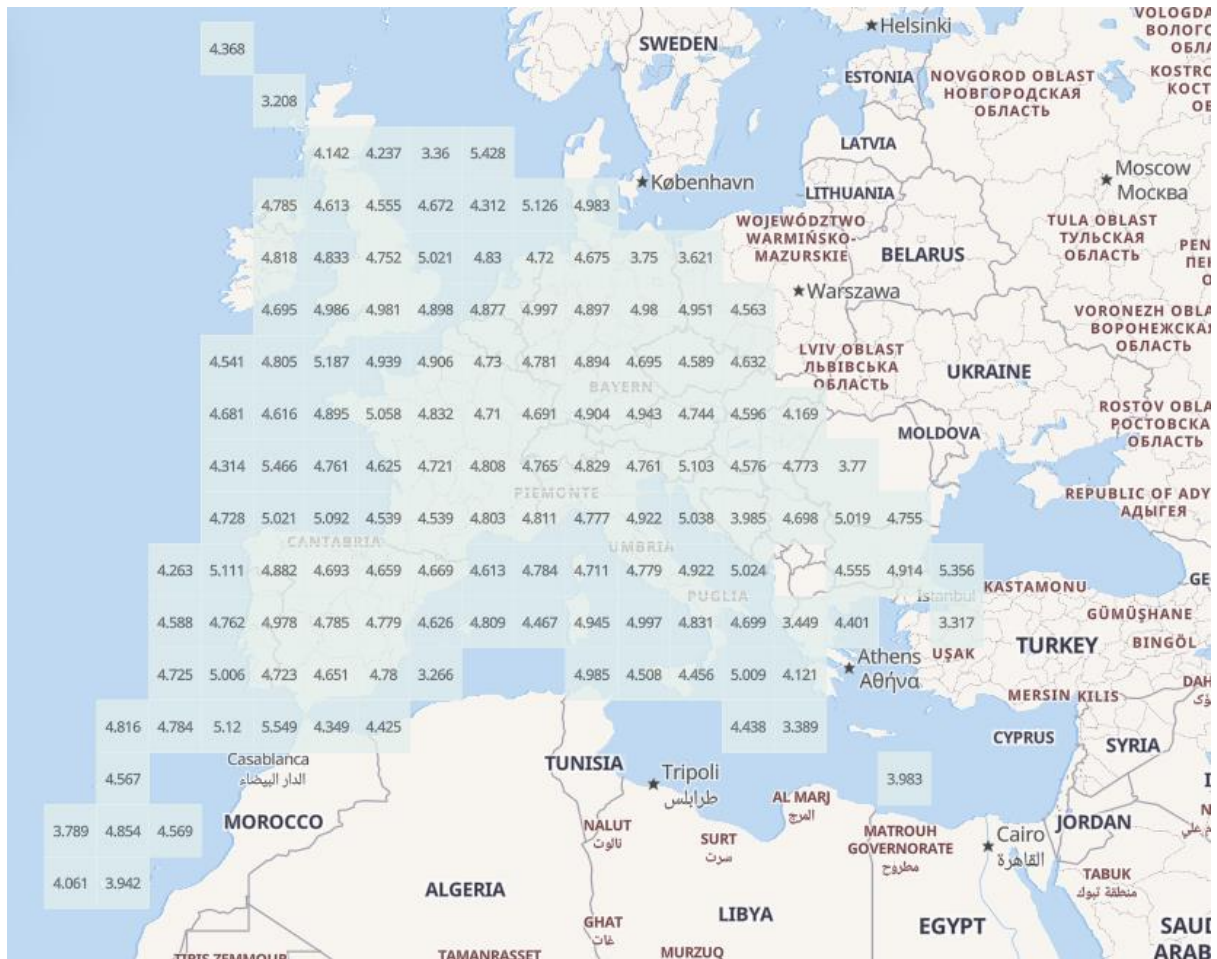 VOLOGDA
ВОЛОГО
ОБЛА
Helsinki
SWEDEN
4.368
ESTONIA
NOVGOROD OBLAST
НОВГОРОДСКАЯ
ОБЛАСТЬ
KOSTRO
КОСТ
ОБ
3.208
LATVIA
4.142 4.237 3.36 5.428
Moscow
Москва
København
LITHUANIA
4.785 4.613 4.555 4.672 4.312 5.126 4.983
WOJEWÓDZTWO
WARMIŃSKO-
MAZURSKIE
TULA OBLAST
ТУЛЬСКАЯ
ОБЛАСТЬ
BELARUS
PEN
ПЕН
О
4.818 4.833 4.752 5.021 4.83 4.72 4.675 3.75 3.621
Warszawa
4.695 4.986 4.981 4.898 4.877 4.997 4.897 4.98 4.951 4.563
VORONEZH OBLA
ВОРОНЕЖСКАЯ
ОБЛАСТЬ
LVIV OBLAST
ЛЬВІВСЬКА
ОБЛАСТЬ
4.541 4.805 5.187 4.939 4.906 4.73 4.781 4.894 4.695 4.589 4.632
UKRAINE
BAYERN
4.681 4.616 4.895 5.058 4.832 4.71 4.691 4.904 4.943 4.744 4.596 4.169
ROSTOV OBLA
РОСТОВСКА
ОБЛАСТЬ
MOLDOVA
4.314 5.466 4.761 4.625 4.721 4.808 4.765 4.829 4.761 5.103 4.576 4.773 3.77
PIEMONTE
REPUBLIC OF ADY
АДЫГЕЯ
4.728 5.021 5.092 4.539 4.539 4.803 4.811 4.777 4.922 5.038 3.985 4.698 5.019 4.755
CANTABRIA
UMBRIA
4.263 5.111 4.882 4.693 4.659 4.669 4.613 4.784 4.711 4.779 4.922 5.024 4.555 4.914 5.356
KASTAMONU
GE
PUGLIA
İstanbul
GÜMÜŞHANE
4.588 4.762 4.978 4.785 4.779 4.626 4.809 4.467 4.945 4.997 4.831 4.699 3.449 4.401 3.317
TURKEY
BINGÖL
Athens
Αθήνα
UŞAK
4.725 5.006 4.723 4.651 4.78 3.266 4.985 4.508 4.456 5.009 4.121
MERSIN KILIS
DAH
4.816 4.784 5.12 5.549 4.349 4.425 4.438 3.389
CYPRUS
SYRIA
Casablanca
الدار البيضاء
TUNISIA
Tripoli
طرابلس
4.567
3.983
AL MARJ
المرج
3.789 4.854 4.569
MOROCCO
NALUT
نالوت
SURT
سرت
MATROUH
GOVERNORATE
مطروح
Cairo
القاهرة
JORDAN
4.061 3.942
ALGERIA
TABUK
منطقة تبوك
LIBYA
GHAT
غات
EGYPT
SAUD
ARAB
TIRIS ZEMMOUR
TAMANRASSET
MURZUQ